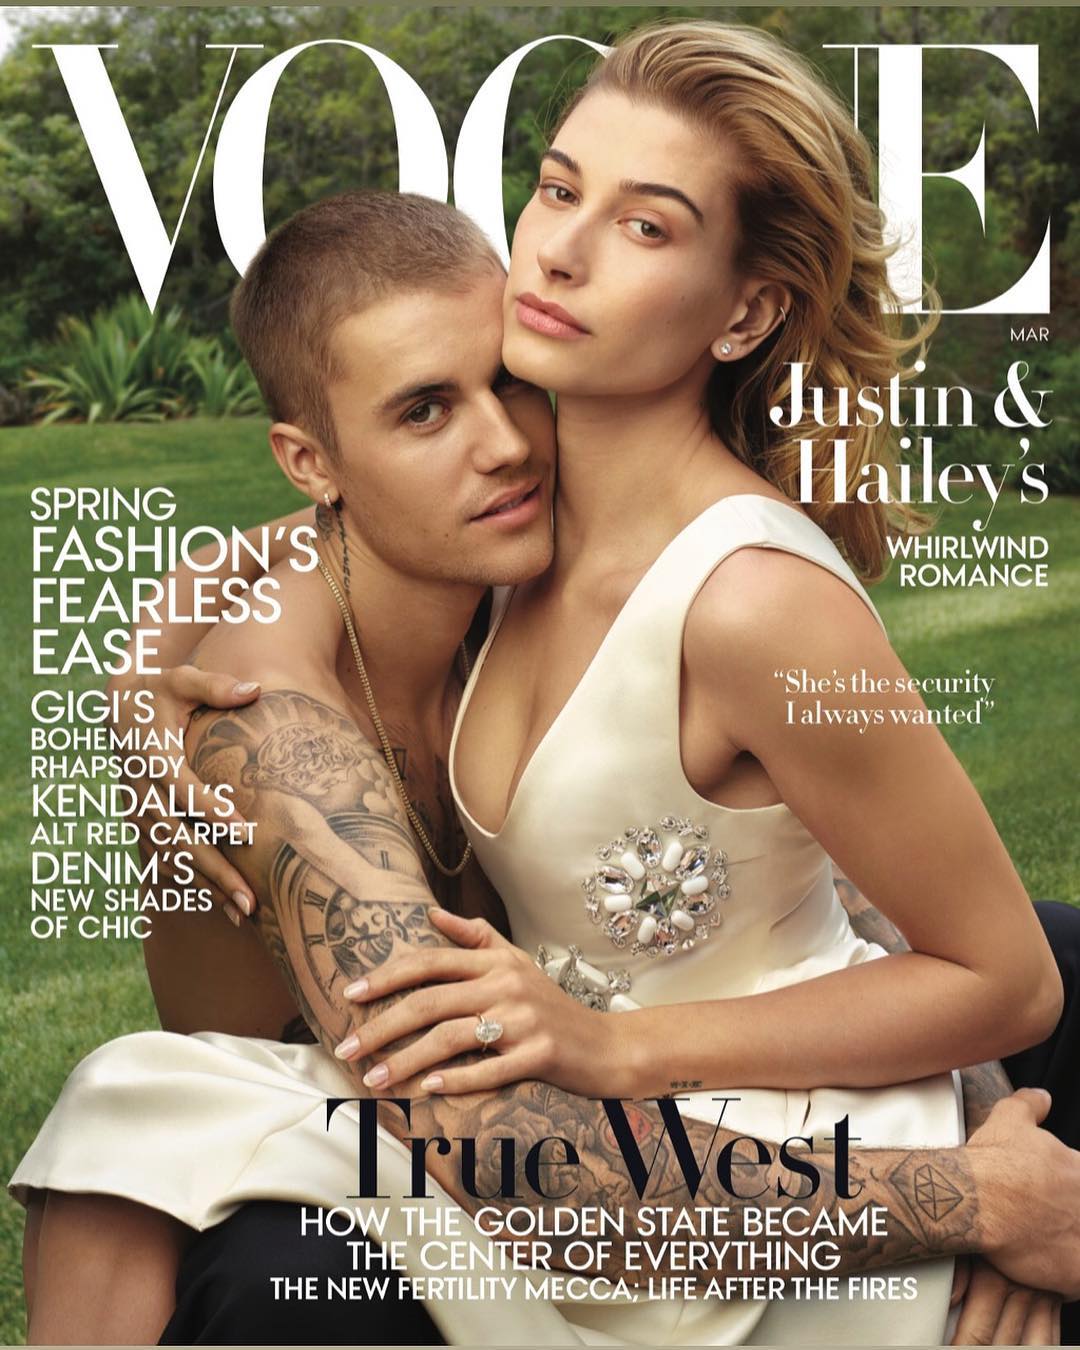 VOGUE
MAR
Justin &
Hailey's
WHIRLWIND
ROMANCE
"She's the security
I always wanted"
SPRING
FASHION'S
FEARLESS
EASE
GIGI'S
BOHEMIAN
RHAPSODY
KENDALL'S
ALT RED CARPET
DENIM'S
NEW SHADES
OF CHIC
True West
HOW THE GOLDEN STATE BECAME
THE CENTER OF EVERYTHING
THE NEW FERTILITY MECCA; LIFE AFTER THE FIRES